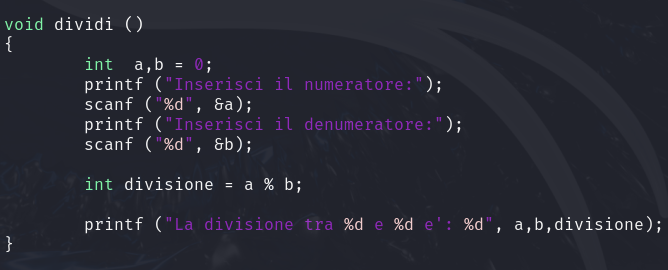 void dividi ()
{
        int  a,b = 0;
        printf ("Inserisci il numeratore:");
        scanf ("%d", &a);
        printf ("Inserisci il denumeratore:");
        scanf ("%d", &b);

        int divisione = a % b;

        printf ("La divisione tra %d e %d e': %d", a,b,divisione);
}